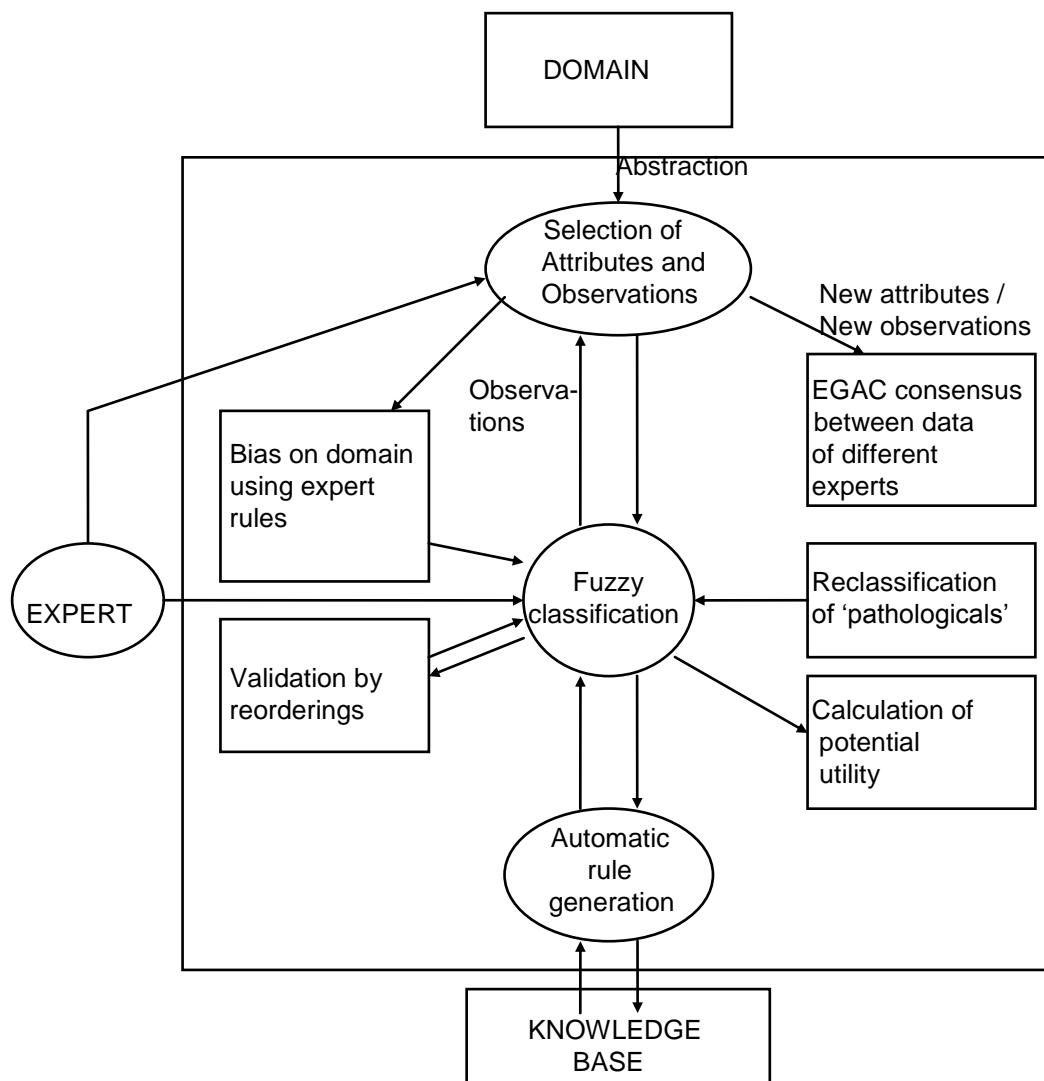 DOMAIN
Abstraction
Selection of
Attributes and
Observations
New attributes /
New observations
Observa-
tions
EGAC consensus
between data
of different
experts
Bias on domain
using expert
rules
EXPERT
Fuzzy
classification
Reclassification
of ‘pathologicals’
Validation by
reorderings
Calculation of
potential
utility
Automatic
rule
generation
KNOWLEDGE
BASE